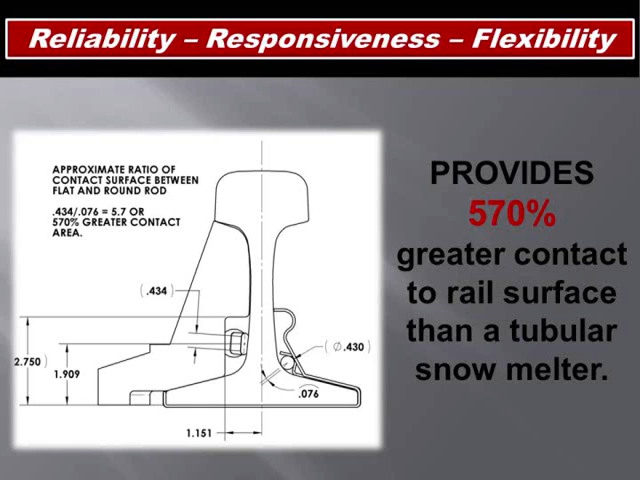 Reliability – Responsiveness – Flexibility
APPROXIMATE RATIO OF
CONTACT SURFACE BETWEEN
FLAT AND ROUND ROD
.434/.076 = 5.7 OR
570% GREATER CONTACT
AREA.
( .434 )
2.750 )
1.909
1.151
( Ø.430 )
.076
PROVIDES
570%
greater contact
to rail surface
than a tubular
snow melter.